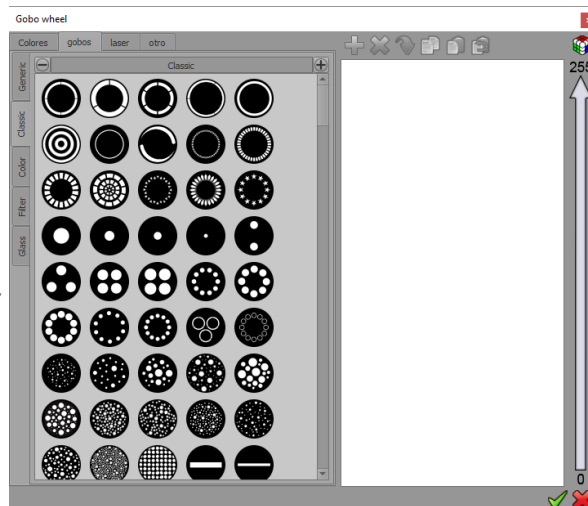 Gobo wheel
Colores gobos laser otro
Generic
Classic
Color
Filter
Glass
Classic
255
0